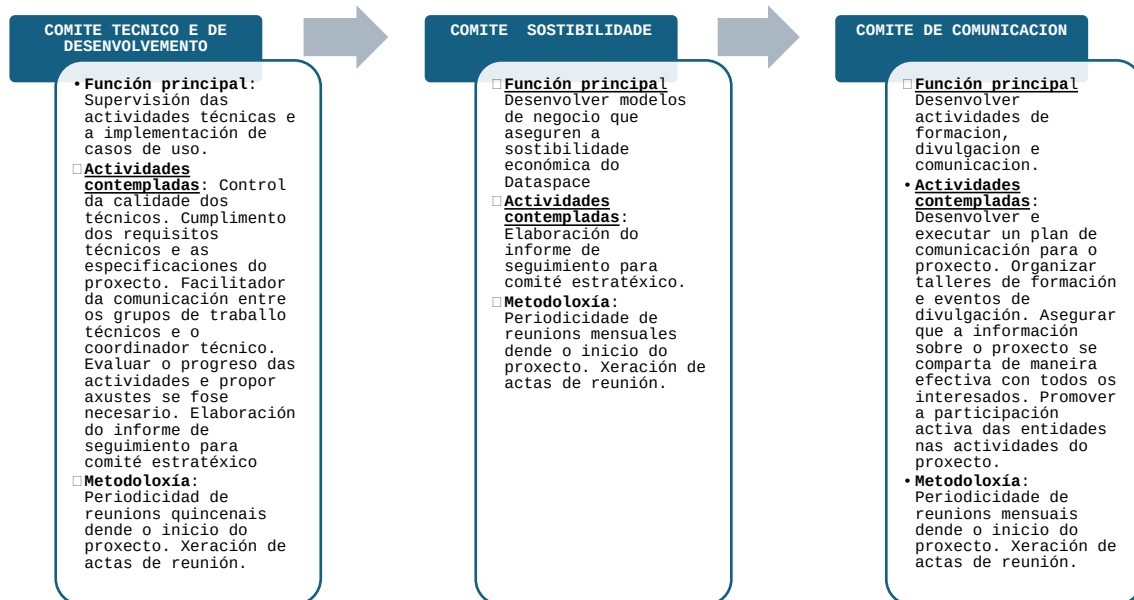 COMITE TECNICO E DE
DESENVOLVEMENTO
• Función principal:
Supervisión das
actividades técnicas e
a implementación de
casos de uso.
□ Actividades
contempladas: Control
da calidade dos
técnicos. Cumplimento
dos requisitos
técnicos e as
especificaciones do
proxecto. Facilitador
da comunicación entre
os grupos de traballo
técnicos e o
coordinador técnico.
Evaluar o progreso das
actividades e propor
axustes se fose
necesario. Elaboración
do informe de
seguimiento para
comité estratéxico
□ Metodoloxía:
Periodicidad de
reunions quincenais
dende o inicio do
proxecto. Xeración de
actas de reunión.
COMITE  SOSTIBILIDADE
□ Función principal
Desenvolver modelos
de negocio que
aseguren a
sostibilidade
económica do
Dataspace
□ Actividades
contempladas:
Elaboración do
informe de
seguimiento para
comité estratéxico.
□ Metodoloxía:
Periodicidade de
reunions mensuales
dende o inicio do
proxecto. Xeración de
actas de reunión.
COMITE DE COMUNICACION
□ Función principal
Desenvolver
actividades de
formacion,
divulgacion e
comunicacion.
• Actividades
contempladas:
Desenvolver e
executar un plan de
comunicación para o
proxecto. Organizar
talleres de formación
e eventos de
divulgación. Asegurar
que a información
sobre o proxecto se
comparta de maneira
efectiva con todos os
interesados. Promover
a participación
activa das entidades
nas actividades do
proxecto.
• Metodoloxía:
Periodicidade de
reunions mensuais
dende o inicio do
proxecto. Xeración de
actas de reunión.